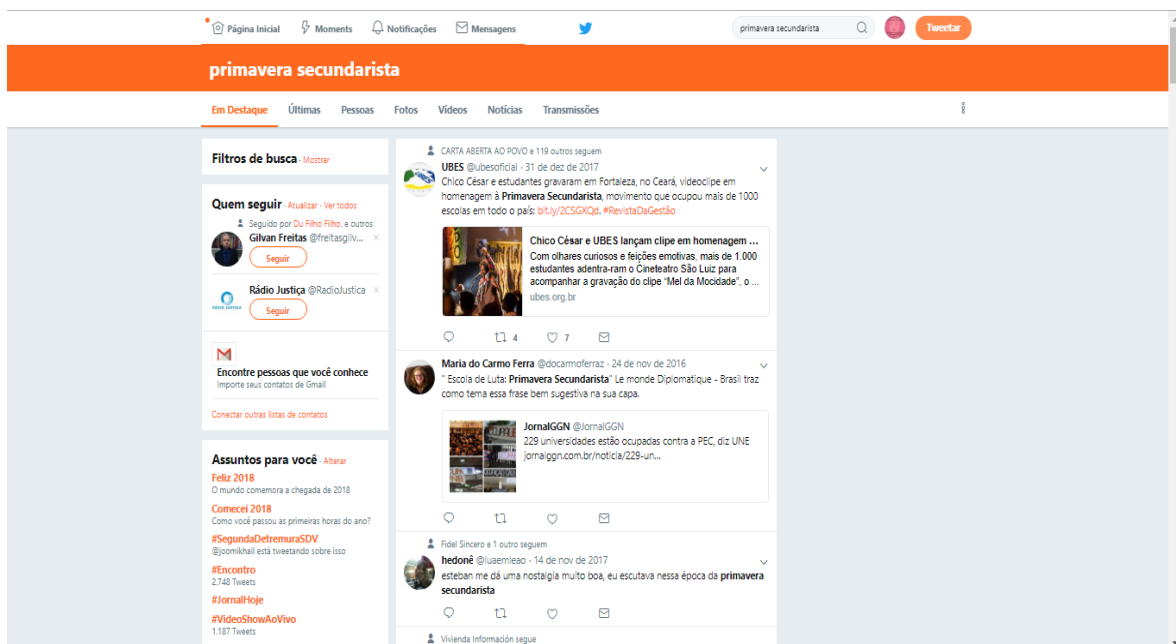 Página Inicial Moments Notificações Mensagens primavera secundarista Tweetar
primavera secundarista
Em Destaque Últimas Pessoas Fotos Vídeos Notícias Transmissões
Filtros de busca · Mostrar
Quem seguir · Atualizar · Ver todos
Seguido por Du Filho Filho. e outros
Gilvan Freitas @freitasgilv...
Seguir
Rádio Justiça @RadioJustica
Seguir
Encontre pessoas que você conhece
Importe seus contatos de Gmail
Conectar outras listas de contatos
Assuntos para você · Alterar
Feliz 2018
O mundo comemora a chegada de 2018
Comecei 2018
Como você passou as primeiras horas do ano?
#SegundaDetremuraSDV
@joomikhail está tweetando sobre isso
#Encontro
2.748 Tweets
#JornalHoje
#VideoShowAoVivo
1.187 Tweets
CARTA ABERTA AO POVO e 119 outros seguem
UBES @ubesoficial · 31 de dez de 2017
Chico César e estudantes gravaram em Fortaleza, no Ceará, videoclipe em
homenagem à Primavera Secundarista, movimento que ocupou mais de 1000
escolas em todo o país: bit.ly/2CSGXQd. #RevistaDaGestão
Chico César e UBES lançam clipe em homenagem ...
Com olhares curiosos e feições emotivas, mais de 1.000
estudantes adentra-ram o Cineteatro São Luiz para
acompanhar a gravação do clipe “Mel da Mocidade”, o ...
ubes.org.br
4 7
Maria do Carmo Ferra @docarmoferraz · 24 de nov de 2016
" Escola de Luta: Primavera Secundarista" Le monde Diplomatique - Brasil traz
como tema essa frase bem sugestiva na sua capa.
JornalGGN @JornalGGN
229 universidades estão ocupadas contra a PEC, diz UNE
jornalggn.com.br/noticia/229-un...
Fidel Sincero e 1 outro seguem
hedonê @luaemleao · 14 de nov de 2017
esteban me dá uma nostalgia muito boa, eu escutava nessa época da primavera
secundarista
Vivienda Información segue